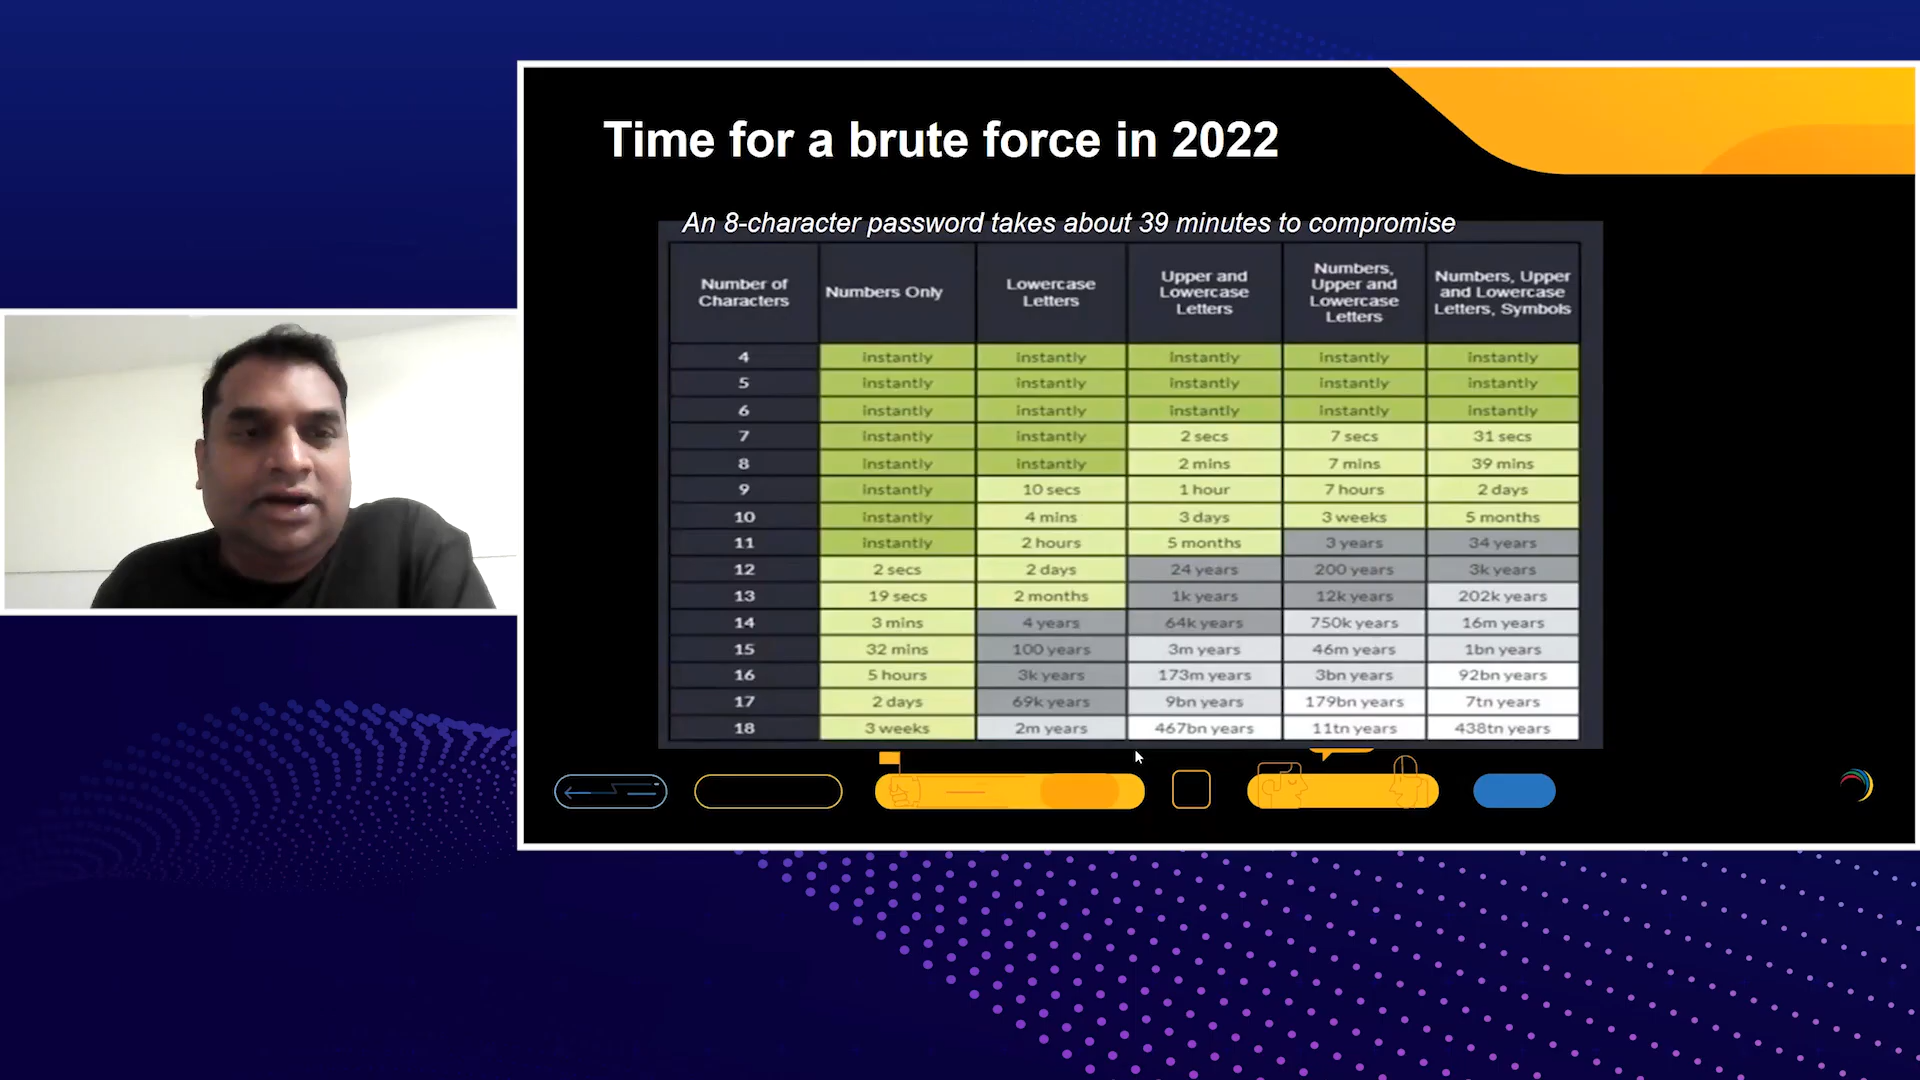 Time for a brute force in 2022
An 8-character password takes about 39 minutes to compromise
Number of Characters Numbers Only Lowercase Letters Upper and Lowercase Letters Numbers, Upper and Lowercase Letters Numbers, Upper and Lowercase Letters, Symbols
4 instantly instantly instantly instantly instantly
5 instantly instantly instantly instantly instantly
6 instantly instantly instantly instantly instantly
7 instantly instantly 2 secs 7 secs 31 secs
8 instantly instantly 2 mins 7 mins 39 mins
9 instantly 10 secs 1 hour 7 hours 2 days
10 instantly 4 mins 3 days 3 weeks 5 months
11 instantly 2 hours 5 months 3 years 34 years
12 2 secs 2 days 24 years 200 years 3k years
13 19 secs 2 months 1k years 12k years 202k years
14 3 mins 4 years 64k years 750k years 16m years
15 32 mins 100 years 3m years 46m years 1bn years
16 5 hours 3k years 173m years 3bn years 92bn years
17 2 days 69k years 9bn years 179bn years 7tn years
18 3 weeks 2m years 467bn years 11tn years 438tn years